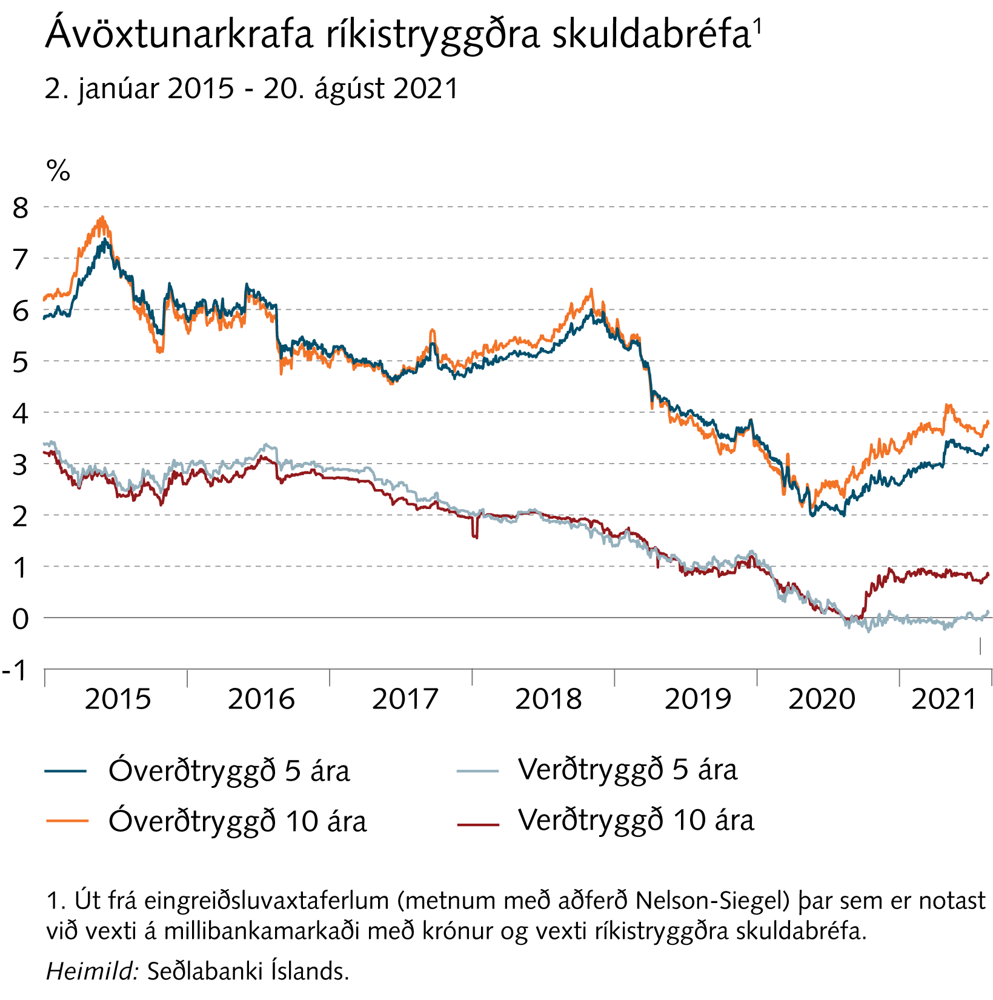 Ávöxtunarkrafa ríkistryggðra skuldabréfa¹
2. janúar 2015 - 20. ágúst 2021
%
8
7
6
5
4
3
2
1
0
-1
2015 2016 2017 2018 2019 2020 2021
Óverðtryggð 5 ára Verðtryggð 5 ára
Óverðtryggð 10 ára Verðtryggð 10 ára
1. Út frá eingreiðsluvaxtaferlum (metnum með aðferð Nelson-Siegel) þar sem er notast
við vexti á millibankamarkaði með krónur og vexti ríkistryggðra skuldabréfa.
Heimild: Seðlabanki Íslands.